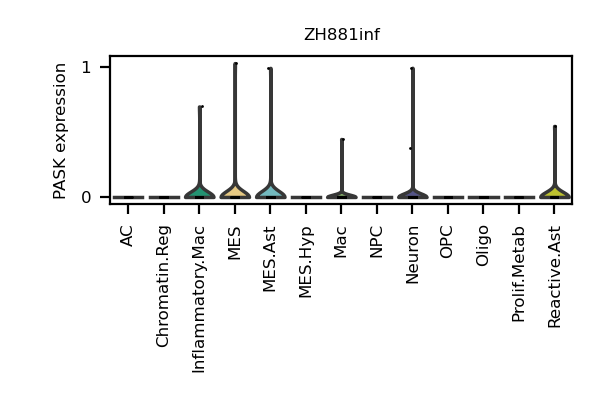 ZH881inf
PASK expression
1
0
AC
Chromatin.Reg
Inflammatory.Mac
MES
MES.Ast
MES.Hyp
Mac
NPC
Neuron
OPC
Oligo
Prolif.Metab
Reactive.Ast